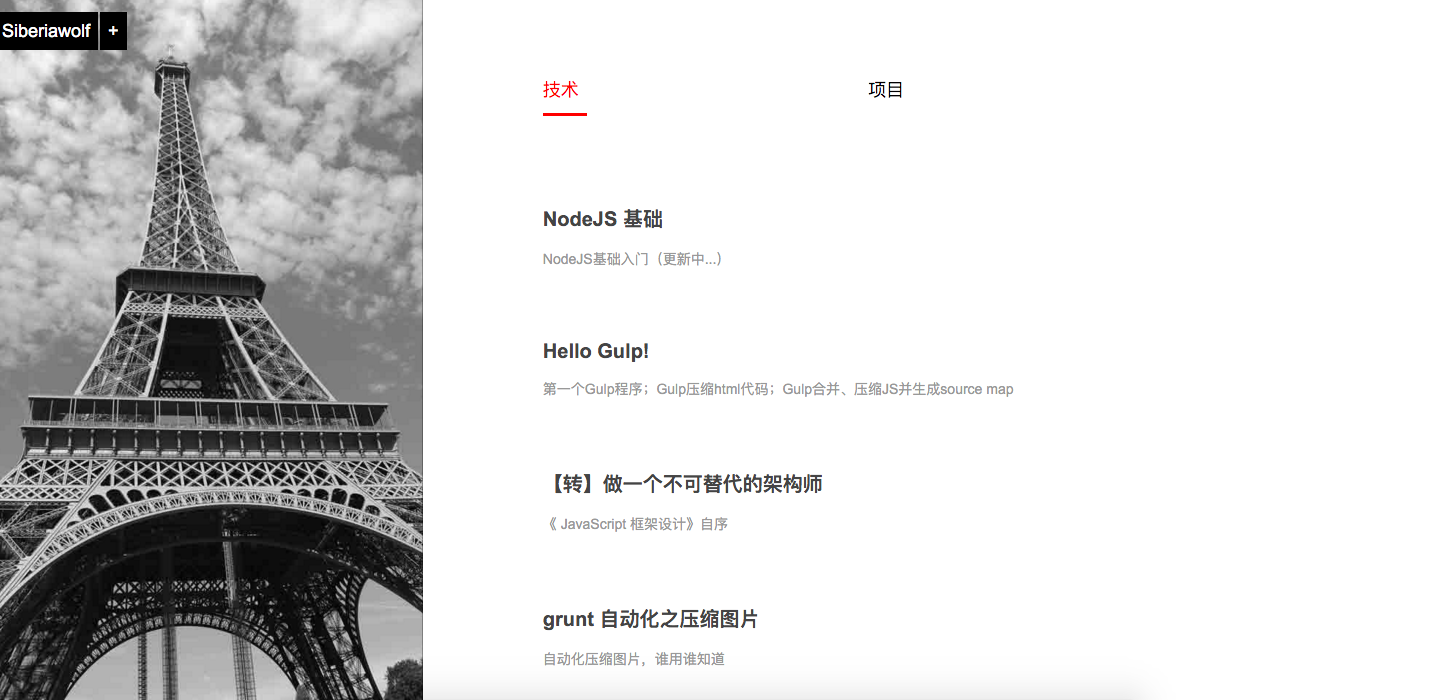 Siberiawolf +
技术 项目
NodeJS 基础
NodeJS基础入门（更新中...）
Hello Gulp!
第一个Gulp程序；Gulp压缩html代码；Gulp合并、压缩JS并生成source map
【转】做一个不可替代的架构师
《 JavaScript 框架设计》自序
grunt 自动化之压缩图片
自动化压缩图片，谁用谁知道